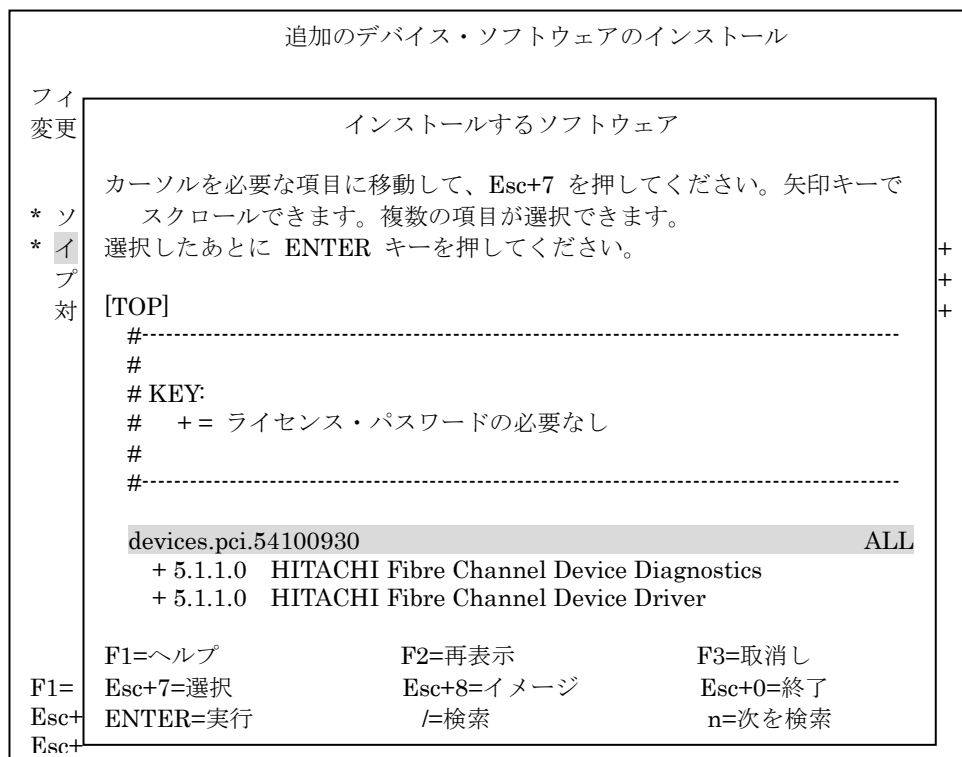 追加のデバイス・ソフトウェアのインストール
フィ
変更
インストールするソフトウェア
カーソルを必要な項目に移動して、Esc+7 を押してください。矢印キーで
* ソ
スクロールできます。複数の項目が選択できます。
* イ
選択したあとに ENTER キーを押してください。
+
プ
+
対
[TOP]
+
#--------------------------------------------------------------------------------
#
# KEY:
# + = ライセンス・パスワードの必要なし
#
#--------------------------------------------------------------------------------
devices.pci.54100930 ALL
+ 5.1.1.0 HITACHI Fibre Channel Device Diagnostics
+ 5.1.1.0 HITACHI Fibre Channel Device Driver
F1=ヘルプ F2=再表示 F3=取消し
F1=
Esc+7=選択 Esc+8=イメージ Esc+0=終了
Esc+
ENTER=実行 /=検索 n=次を検索
Esc+